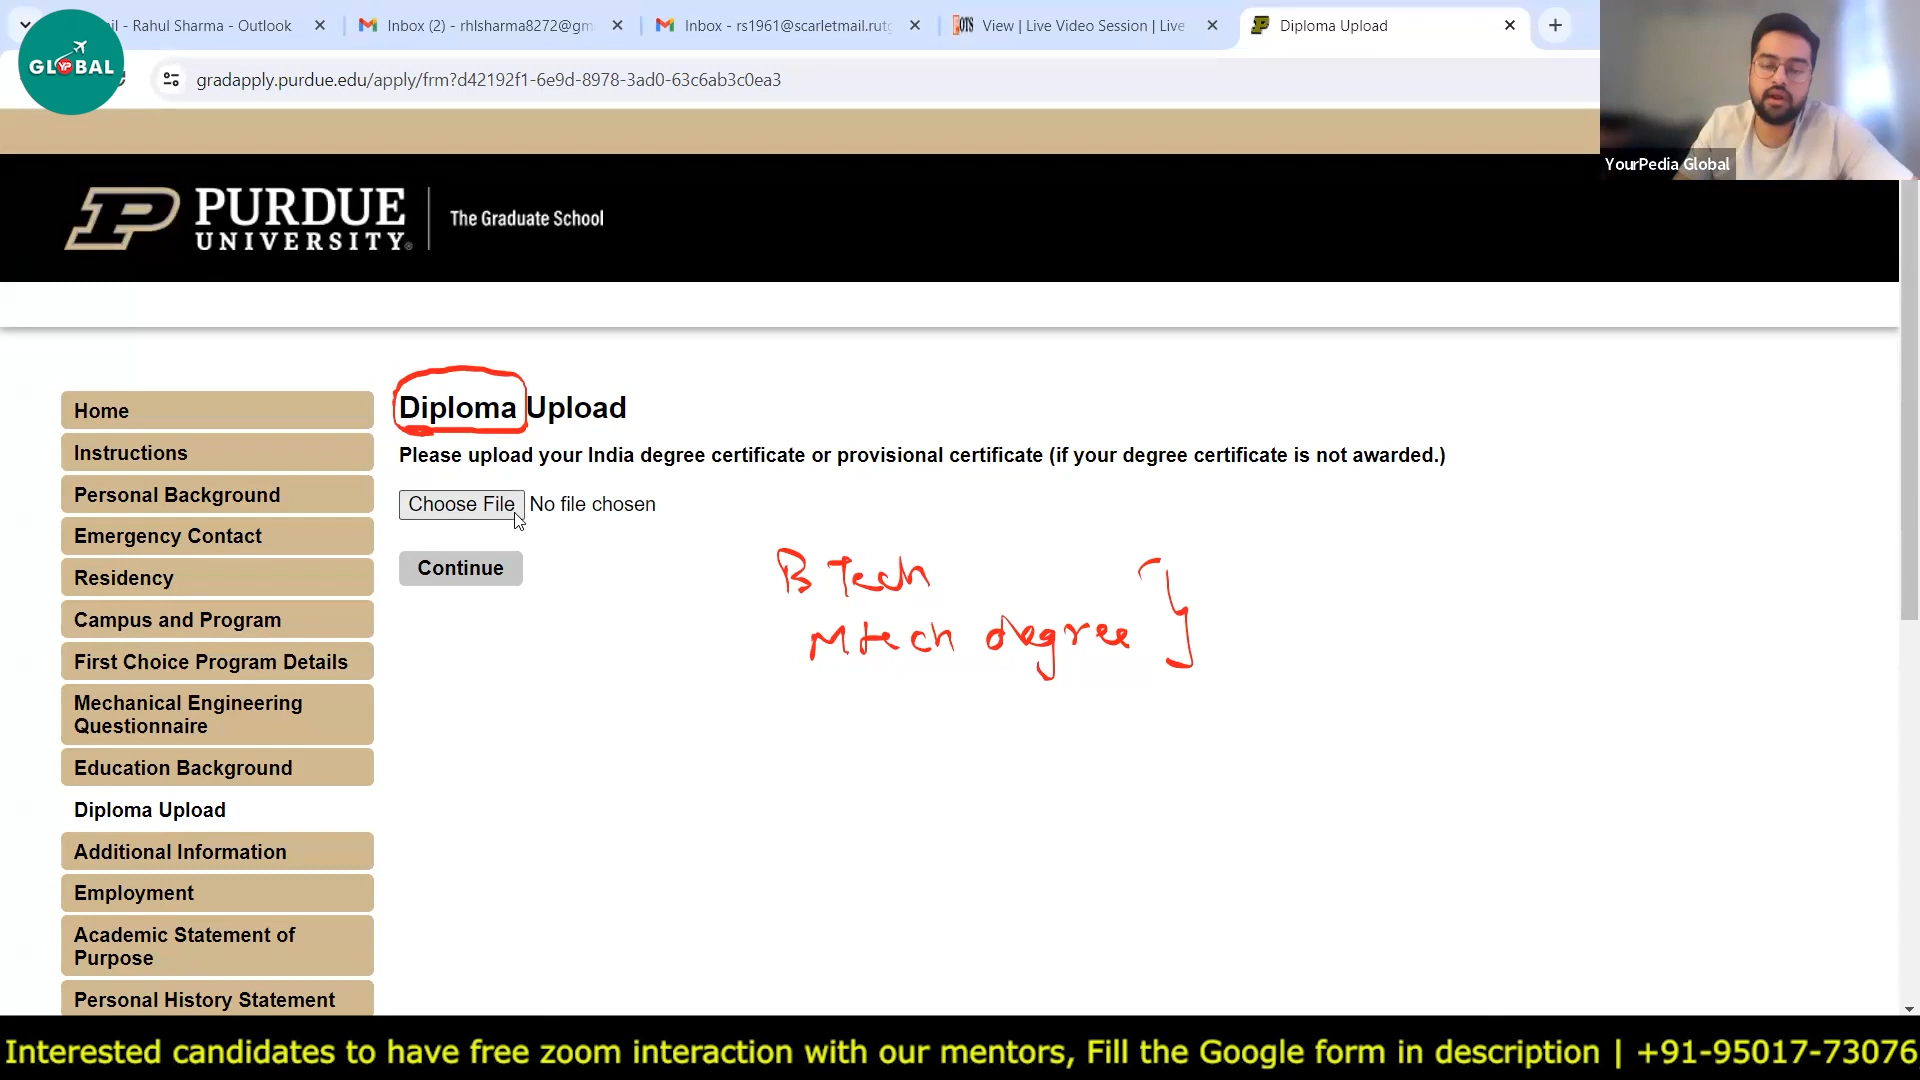 il - Rahul Sharma - Outlook
Inbox (2) - rhlsharma8272@gm
Inbox - rs1961@scarletmail.rutg
View | Live Video Session | Live
Diploma Upload
GLOBAL
YP
gradapply.purdue.edu/apply/frm?d42192f1-6e9d-8978-3ad0-63c6ab3c0ea3
YourPedia Global
PURDUE
UNIVERSITY®
The Graduate School
Home
Instructions
Personal Background
Emergency Contact
Residency
Campus and Program
First Choice Program Details
Mechanical Engineering
Questionnaire
Education Background
Diploma Upload
Additional Information
Employment
Academic Statement of
Purpose
Personal History Statement
Diploma Upload
Please upload your India degree certificate or provisional certificate (if your degree certificate is not awarded.)
Choose File No file chosen
Continue
B Tech
Mtech degree
Interested candidates to have free zoom interaction with our mentors, Fill the Google form in description | +91-95017-73076